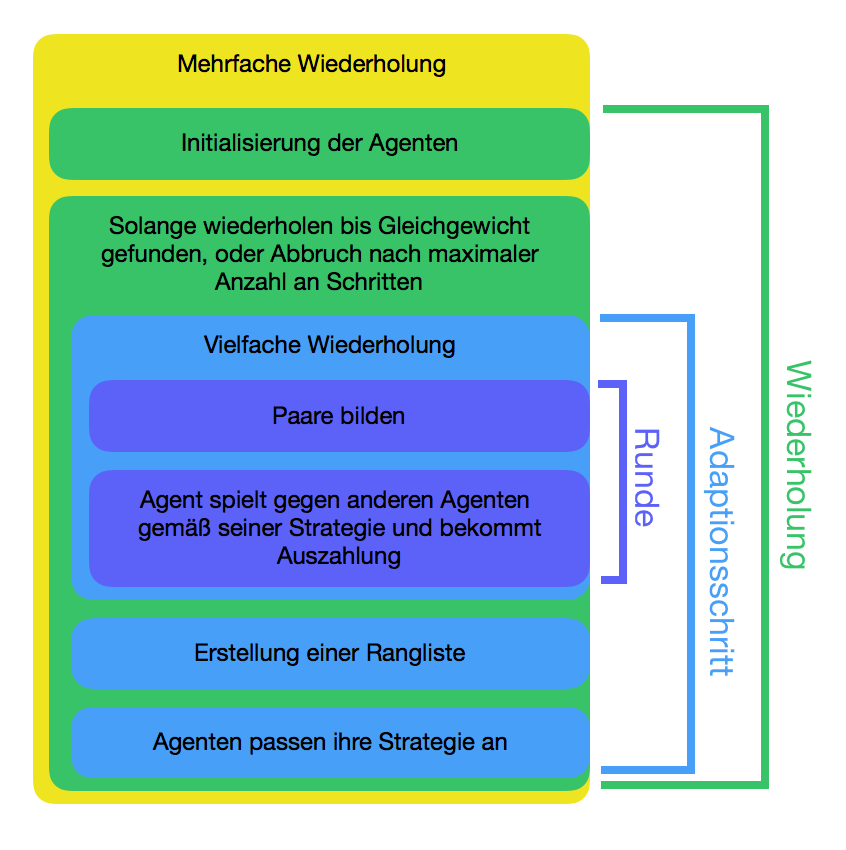 Mehrfache Wiederholung
Initialisierung der Agenten
Solange wiederholen bis Gleichgewicht
gefunden, oder Abbruch nach maximaler
Anzahl an Schritten
Vielfache Wiederholung
Paare bilden
Agent spielt gegen anderen Agenten
gemäß seiner Strategie und bekommt
Auszahlung
Erstellung einer Rangliste
Agenten passen ihre Strategie an
Runde
Adaptionsschritt
Wiederholung